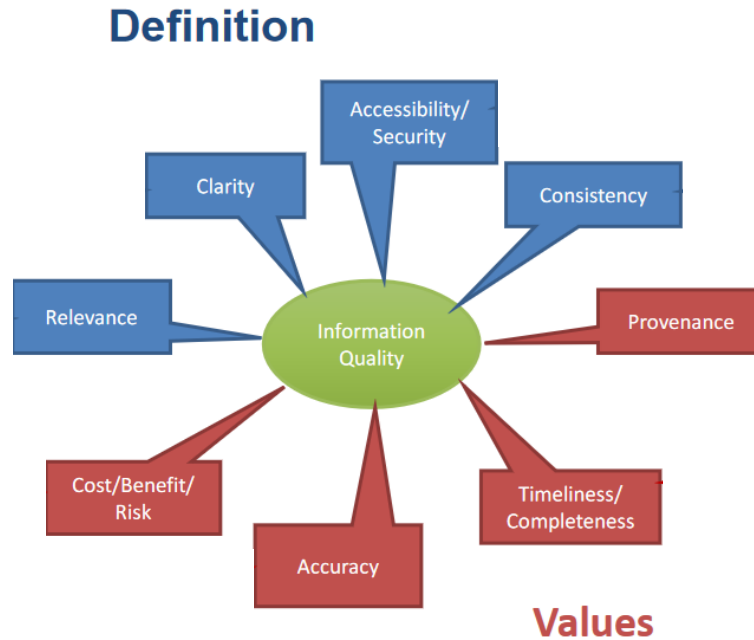 Definition
Accessibility/
Security
Clarity
Consistency
Relevance
Information
Quality
Provenance
Cost/Benefit/
Risk
Timeliness/
Completeness
Accuracy
Values